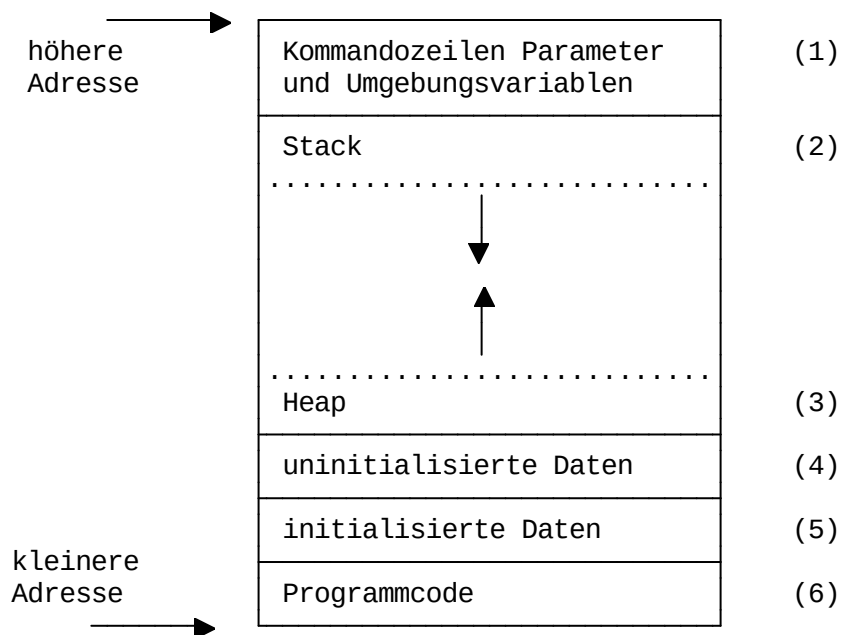 höhere
Adresse
Kommandozeilen Parameter
und Umgebungsvariablen
(1)
Stack
(2)
Heap
(3)
uninitialisierte Daten
(4)
initialisierte Daten
(5)
kleinere
Adresse
Programmcode
(6)